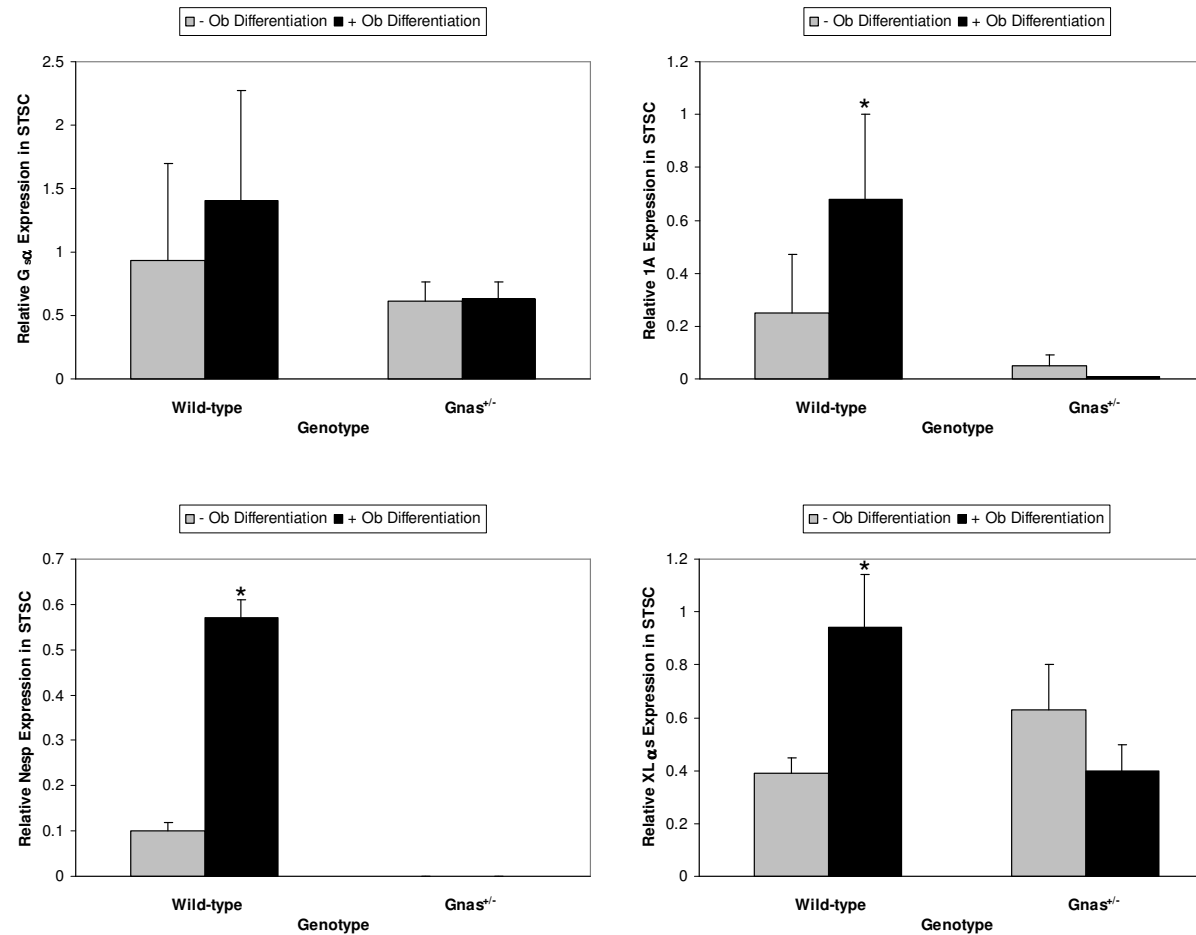 - Ob Differentiation + Ob Differentiation
Relative Gsα Expression in STSC
2.5
2
1.5
1
0.5
0
Wild-type Gnas+/-
Genotype
- Ob Differentiation + Ob Differentiation
Relative 1A Expression in STSC
1.2
1
*
0.8
0.6
0.4
0.2
0
Wild-type Gnas+/-
Genotype
- Ob Differentiation + Ob Differentiation
Relative Nesp Expression in STSC
0.7
*
0.6
0.5
0.4
0.3
0.2
0.1
0
Wild-type Gnas+/-
Genotype
- Ob Differentiation + Ob Differentiation
Relative XLαs Expression in STSC
1.2
*
1
0.8
0.6
0.4
0.2
0
Wild-type Gnas+/-
Genotype